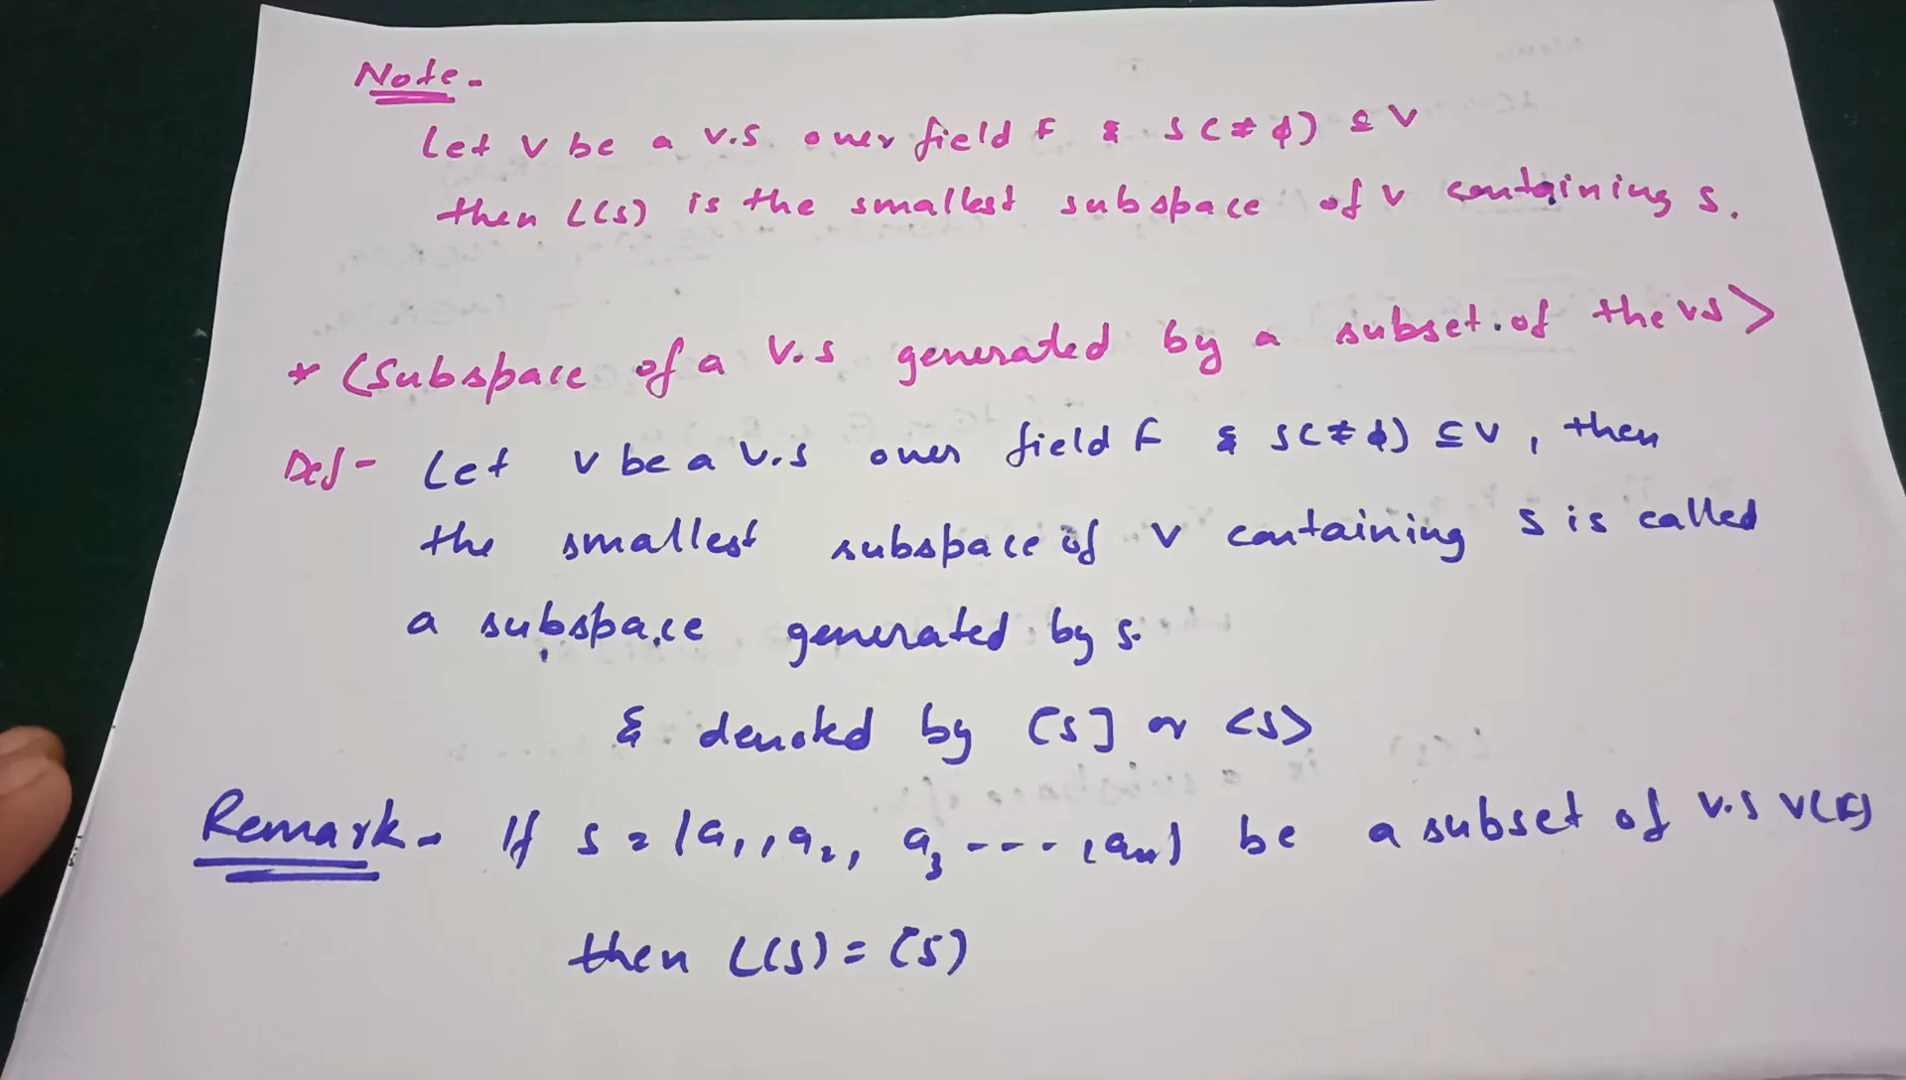 Note-
Let V be a V.S over field F & S(≠φ) ⊆ V
then L(S) is the smallest subspace of V containing S.
* (Subspace of a V.S generated by a subset of the VS>
Def- Let V be a V.S over field F & S(≠φ) ⊆ V, then
the smallest subspace of V containing S is called
a subspace generated by S.
& denoted by [S] or <S>
Remark- If S = {a₁, a₂, a₃ ---, aₙ} be a subset of V.S V(F)
then L(S) = [S)